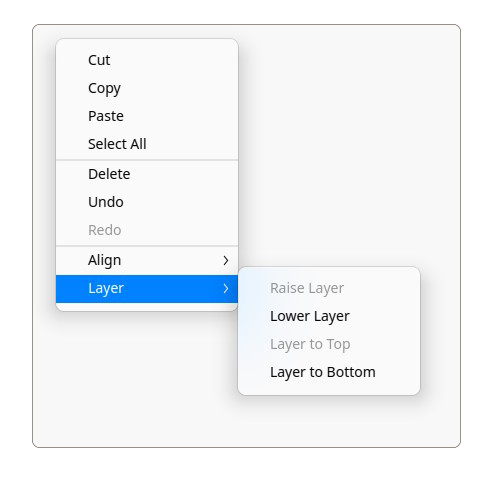 Cut
Copy
Paste
Select All
Delete
Undo
Redo
Align
Layer
Raise Layer
Lower Layer
Layer to Top
Layer to Bottom